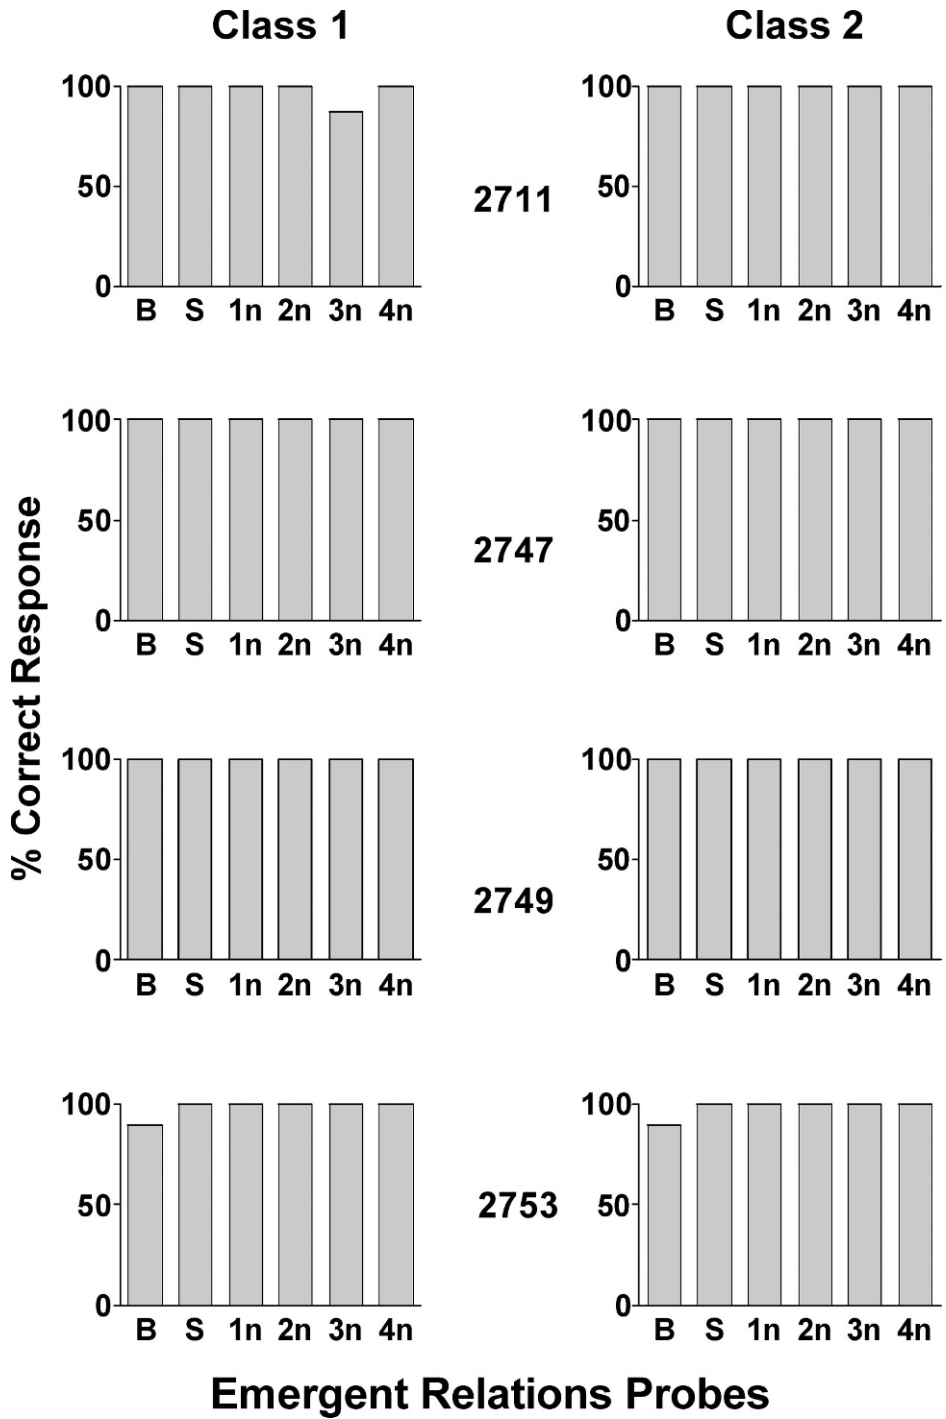 Class 1 Class 2
100 100
50 2711 50
0 0
B S 1n 2n 3n 4n B S 1n 2n 3n 4n
100 100
50 2747 50
0 0
B S 1n 2n 3n 4n B S 1n 2n 3n 4n
% Correct Response
100 100
50 2749 50
0 0
B S 1n 2n 3n 4n B S 1n 2n 3n 4n
100 100
50 2753 50
0 0
B S 1n 2n 3n 4n B S 1n 2n 3n 4n
Emergent Relations Probes